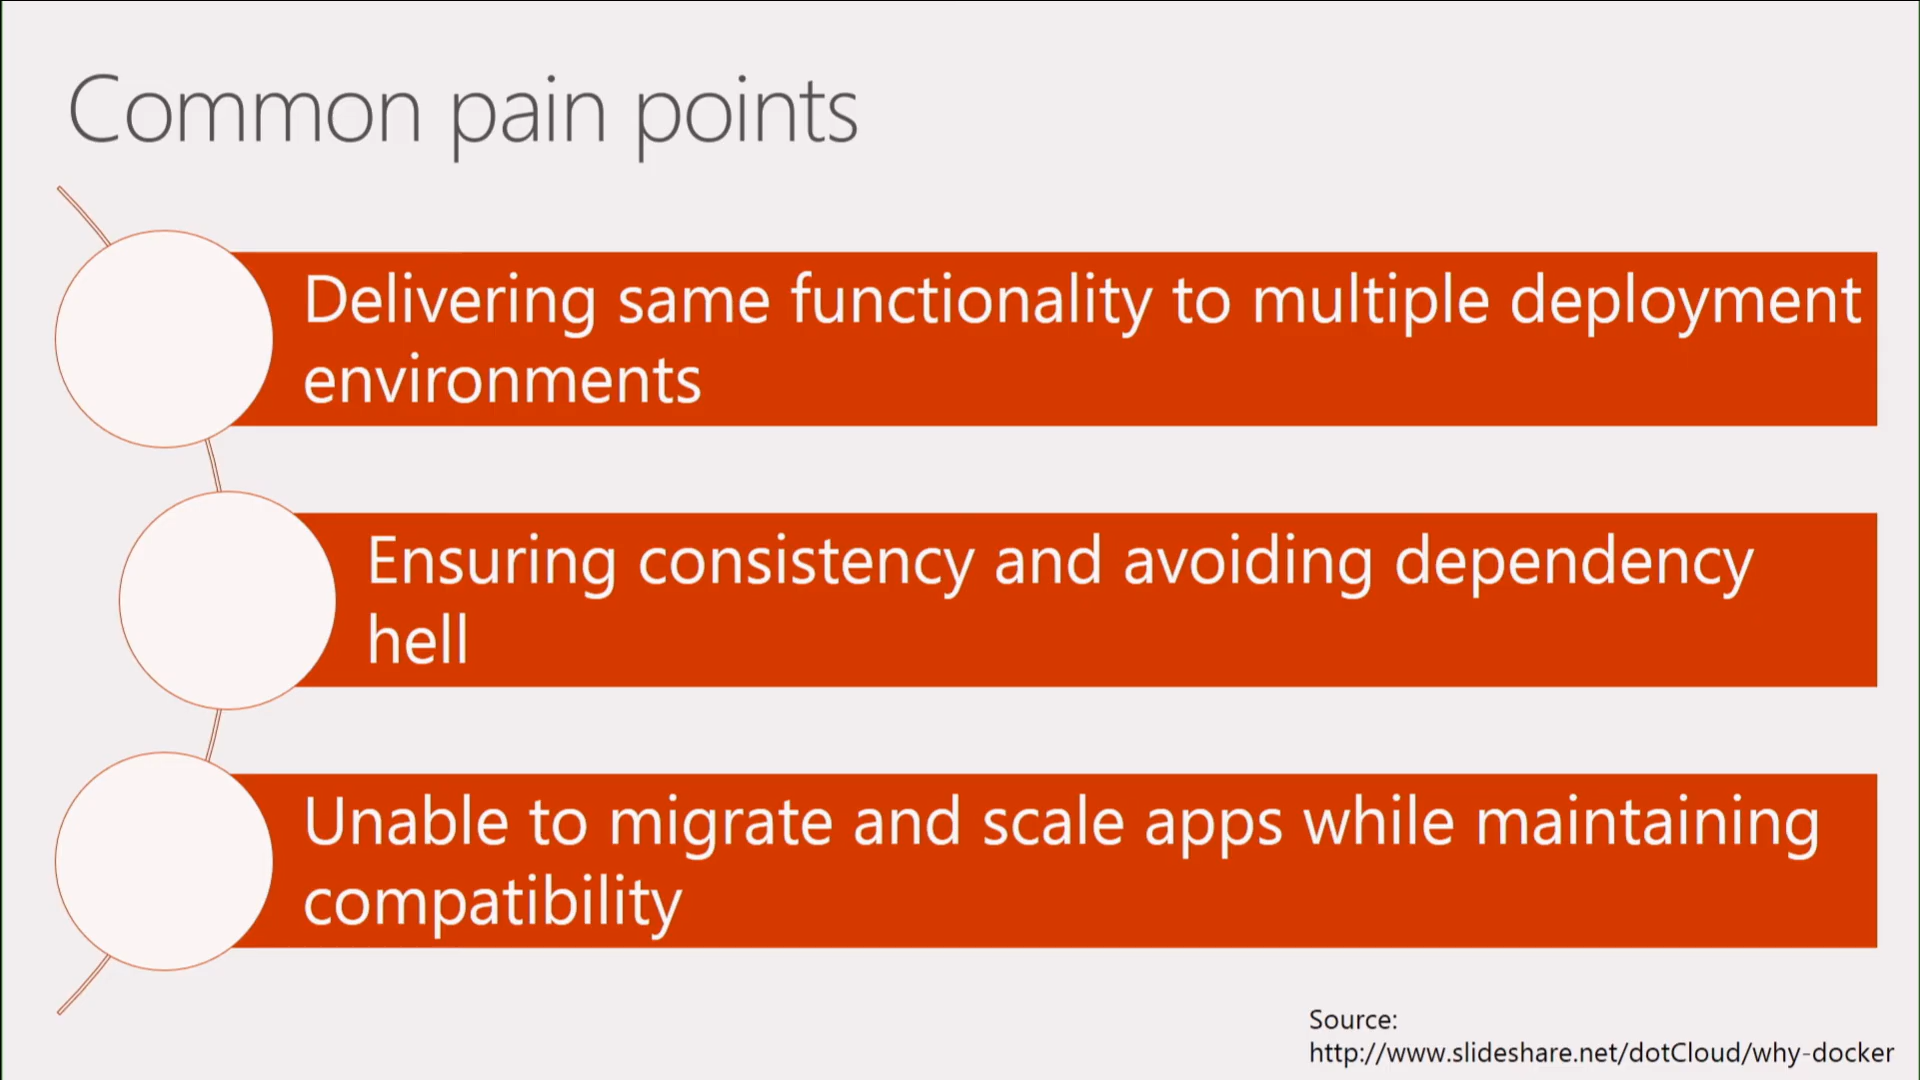 Common pain points
Delivering same functionality to multiple deployment
environments
Ensuring consistency and avoiding dependency
hell
Unable to migrate and scale apps while maintaining
compatibility
Source:
http://www.slideshare.net/dotCloud/why-docker